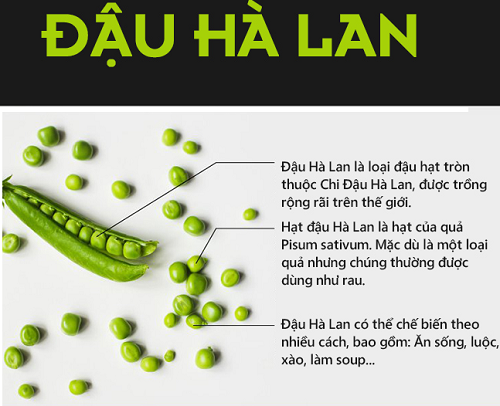 ĐẬU HÀ LAN
Đậu Hà Lan là loại đậu hạt tròn
thuộc Chi Đậu Hà Lan, được trồng
rộng rãi trên thế giới.
Hạt đậu Hà Lan là hạt của quả
Pisum sativum. Mặc dù là một loại
quả nhưng chúng thường được
dùng như rau.
Đậu Hà Lan có thể chế biến theo
nhiều cách, bao gồm: Ăn sống, luộc,
xào, làm soup...